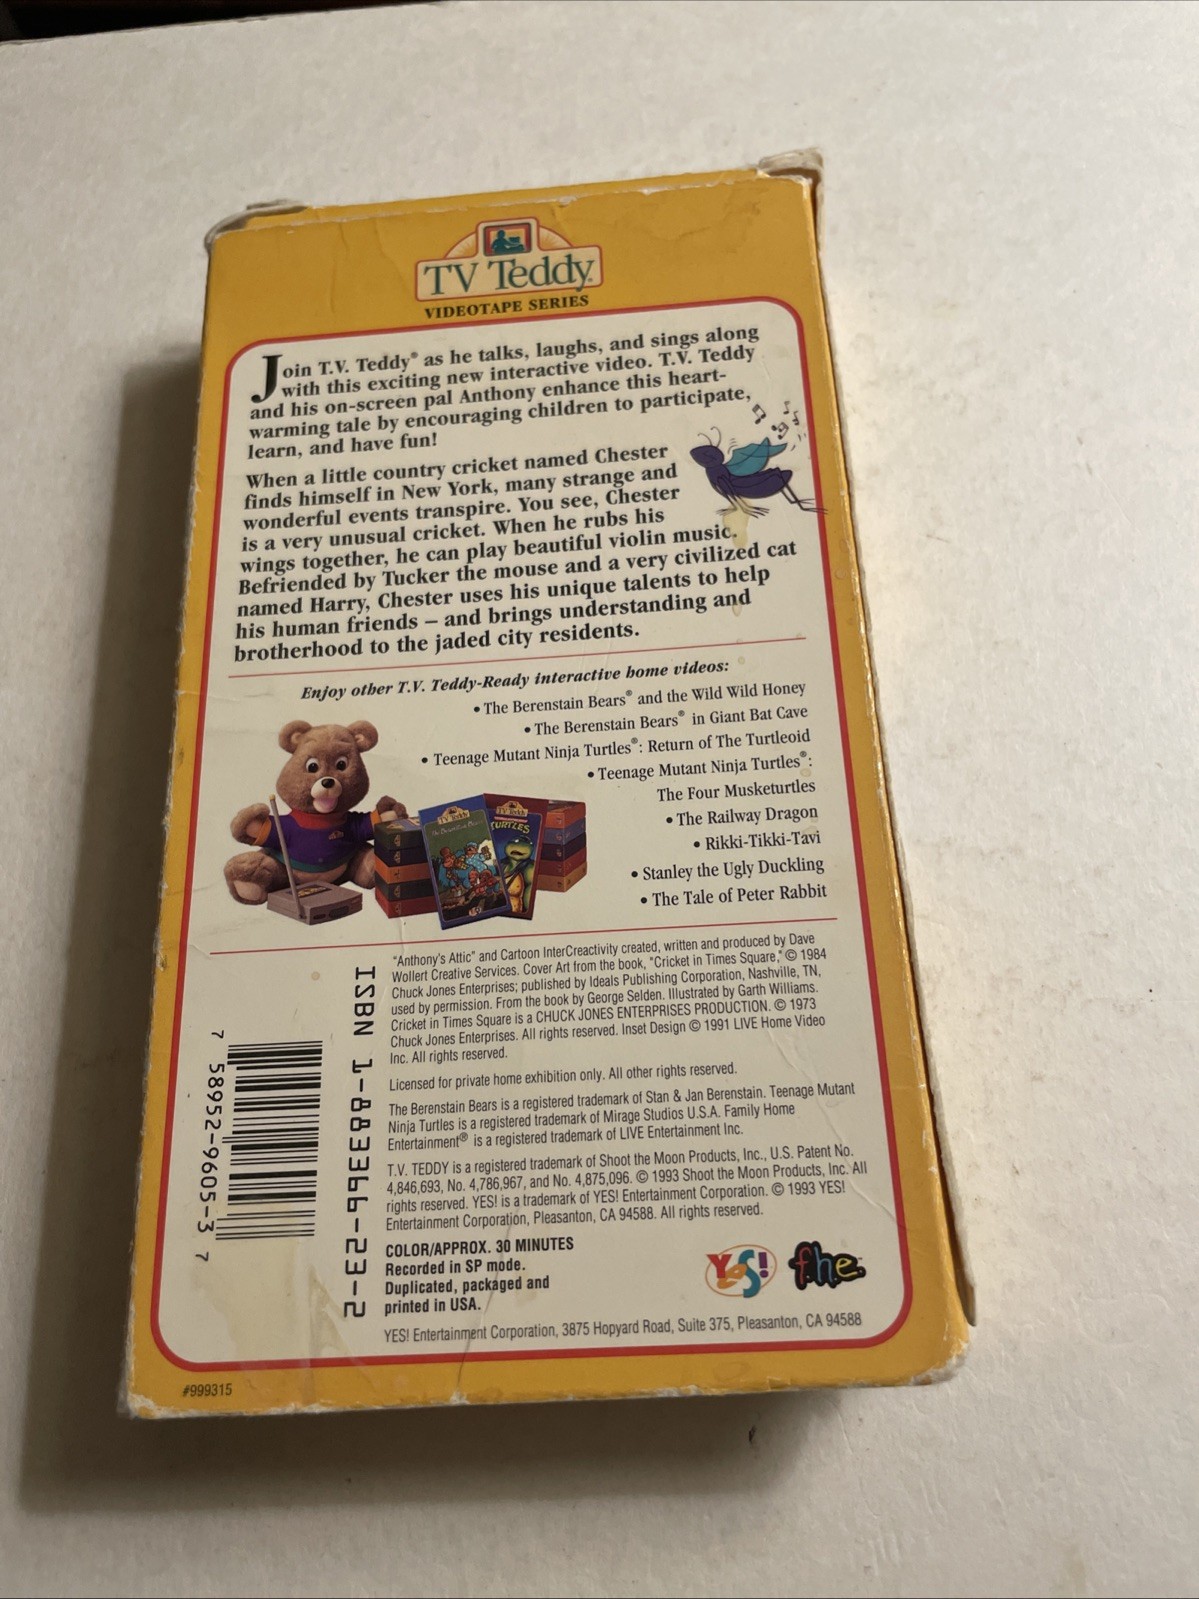 TV Teddy.
VIDEOTAPE SERIES
Join T.V. Teddy® as he talks, laughs, and sings along
with this exciting new interactive video. T.V. Teddy
and his on-screen pal Anthony enhance this heart-
warming tale by encouraging children to participate,
learn, and have fun!
When a little country cricket named Chester
finds himself in New York, many strange and
wonderful events transpire. You see, Chester
is a very unusual cricket. When he rubs his
wings together, he can play beautiful violin music.
Befriended by Tucker the mouse and a very civilized cat
named Harry, Chester uses his unique talents to help
his human friends – and brings understanding and
brotherhood to the jaded city residents.
Enjoy other T.V. Teddy-Ready interactive home videos:
• The Berenstain Bears® and the Wild Wild Honey
• The Berenstain Bears® in Giant Bat Cave
• Teenage Mutant Ninja Turtles®: Return of The Turtleoid
• Teenage Mutant Ninja Turtles®:
The Four Musketurtles
• The Railway Dragon
• Rikki-Tikki-Tavi
• Stanley the Ugly Duckling
• The Tale of Peter Rabbit
TV Teddy
TV Teddy
TURTLES
"Anthony's Attic" and Cartoon InterCreactivity created, written and produced by Dave
Wollert Creative Services. Cover Art from the book, "Cricket in Times Square," © 1984
Chuck Jones Enterprises; published by Ideals Publishing Corporation, Nashville, TN,
used by permission. From the book by George Selden. Illustrated by Garth Williams.
Cricket in Times Square is a CHUCK JONES ENTERPRISES PRODUCTION. © 1973
Chuck Jones Enterprises. All rights reserved. Inset Design © 1991 LIVE Home Video
Inc. All rights reserved.
Licensed for private home exhibition only. All other rights reserved.
The Berenstain Bears is a registered trademark of Stan & Jan Berenstain. Teenage Mutant
Ninja Turtles is a registered trademark of Mirage Studios U.S.A. Family Home
Entertainment® is a registered trademark of LIVE Entertainment Inc.
T.V. TEDDY is a registered trademark of Shoot the Moon Products, Inc., U.S. Patent No.
4,846,693, No. 4,786,967, and No. 4,875,096. © 1993 Shoot the Moon Products, Inc. All
rights reserved. YES! is a trademark of YES! Entertainment Corporation. © 1993 YES!
Entertainment Corporation, Pleasanton, CA 94588. All rights reserved.
COLOR/APPROX. 30 MINUTES
Recorded in SP mode.
Duplicated, packaged and
printed in USA.
YES!
f.h.e.™
YES! Entertainment Corporation, 3875 Hopyard Road, Suite 375, Pleasanton, CA 94588
ISBN 1-883366-23-2
7 58952-9605-3 7
#999315